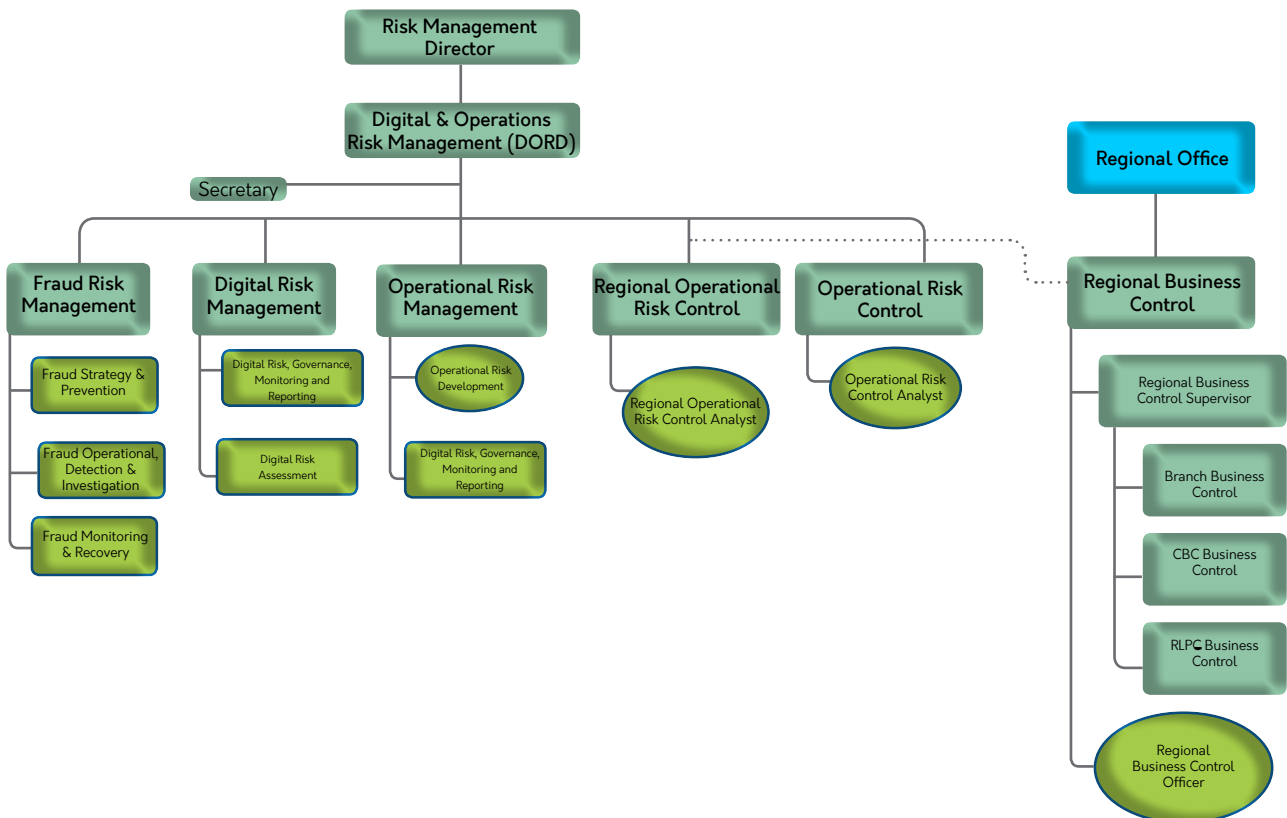 Risk Management
Director
Digital & Operations
Risk Management (DORD)
Secretary
Regional Office
Fraud Risk
Management
Digital Risk
Management
Operational Risk
Management
Regional Operational
Risk Control
Operational Risk
Control
Regional Business
Control
Fraud Strategy &
Prevention
Fraud Operational,
Detection &
Investigation
Fraud Monitoring
& Recovery
Digital Risk, Governance,
Monitoring and
Reporting
Digital Risk
Assessment
Operational Risk
Development
Digital Risk, Governance,
Monitoring and
Reporting
Regional Operational
Risk Control Analyst
Operational Risk
Control Analyst
Regional Business
Control Supervisor
Branch Business
Control
CBC Business
Control
RLPC Business
Control
Regional
Business Control
Officer